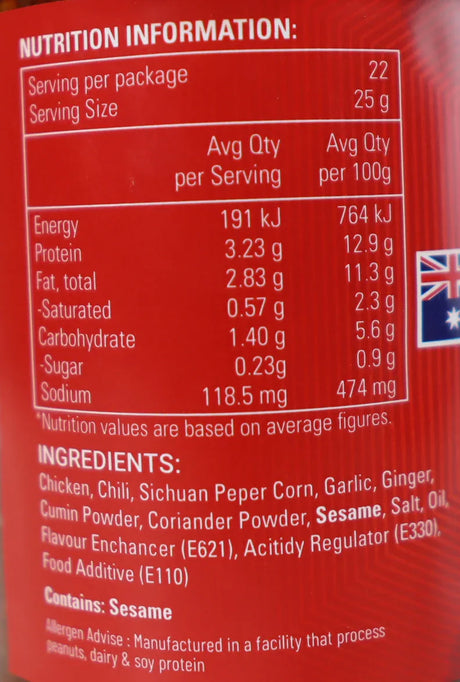 NUTRITION INFORMATION:
Serving per package 22
Serving Size 25 g
Avg Qty Avg Qty
per Serving per 100g
Energy 191 kJ 764 kJ
Protein 3.23 g 12.9 g
Fat, total 2.83 g 11.3 g
-Saturated 0.57 g 2.3 g
Carbohydrate 1.40 g 5.6 g
-Sugar 0.23g 0.9 g
Sodium 118.5 mg 474 mg
*Nutrition values are based on average figures.
INGREDIENTS:
Chicken, Chili, Sichuan Peper Corn, Garlic, Ginger,
Cumin Powder, Coriander Powder, Sesame, Salt, Oil,
Flavour Enchancer (E621), Acitidy Regulator (E330),
Food Additive (E110)
Contains: Sesame
Allergen Advise : Manufactured in a facility that process
peanuts, dairy & soy protein